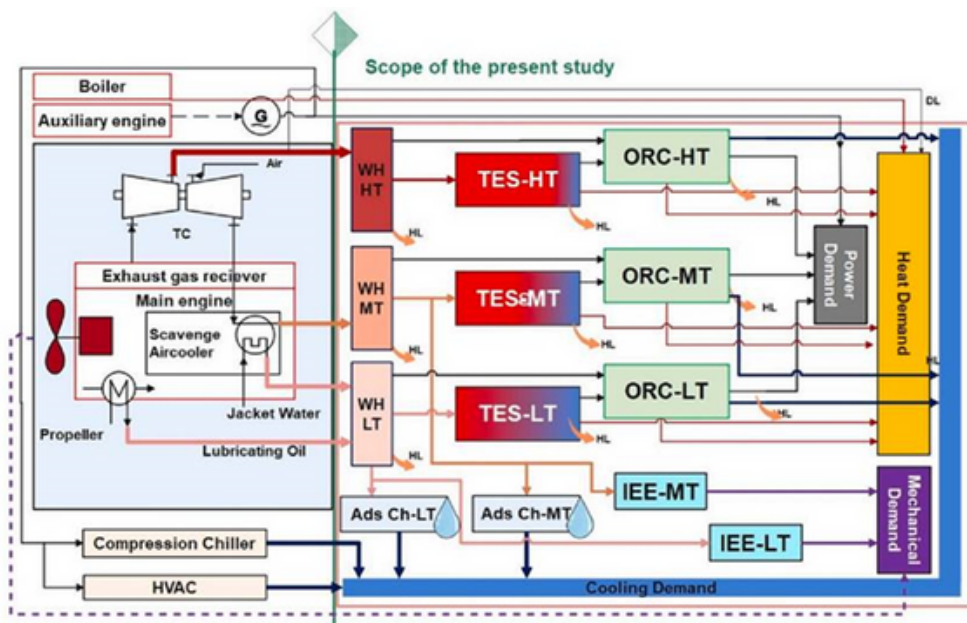 Scope of the present study
Boiler
Auxiliary engine
G
DL
Air
TC
Exhaust gas reciever
Main engine
Scavenge
Aircooler
M
Jacket Water
Propeller
Lubricating Oil
WH
HT
HL
TES-HT
HL
ORC-HT
HL
WH
MT
HL
TES-MT
HL
ORC-MT
HL
WH
LT
HL
TES-LT
HL
ORC-LT
HL
Power
Demand
Heat Demand
HL
Ads Ch-LT
Ads Ch-MT
IEE-MT
IEE-LT
Mechanical
Demand
Compression Chiller
HVAC
Cooling Demand